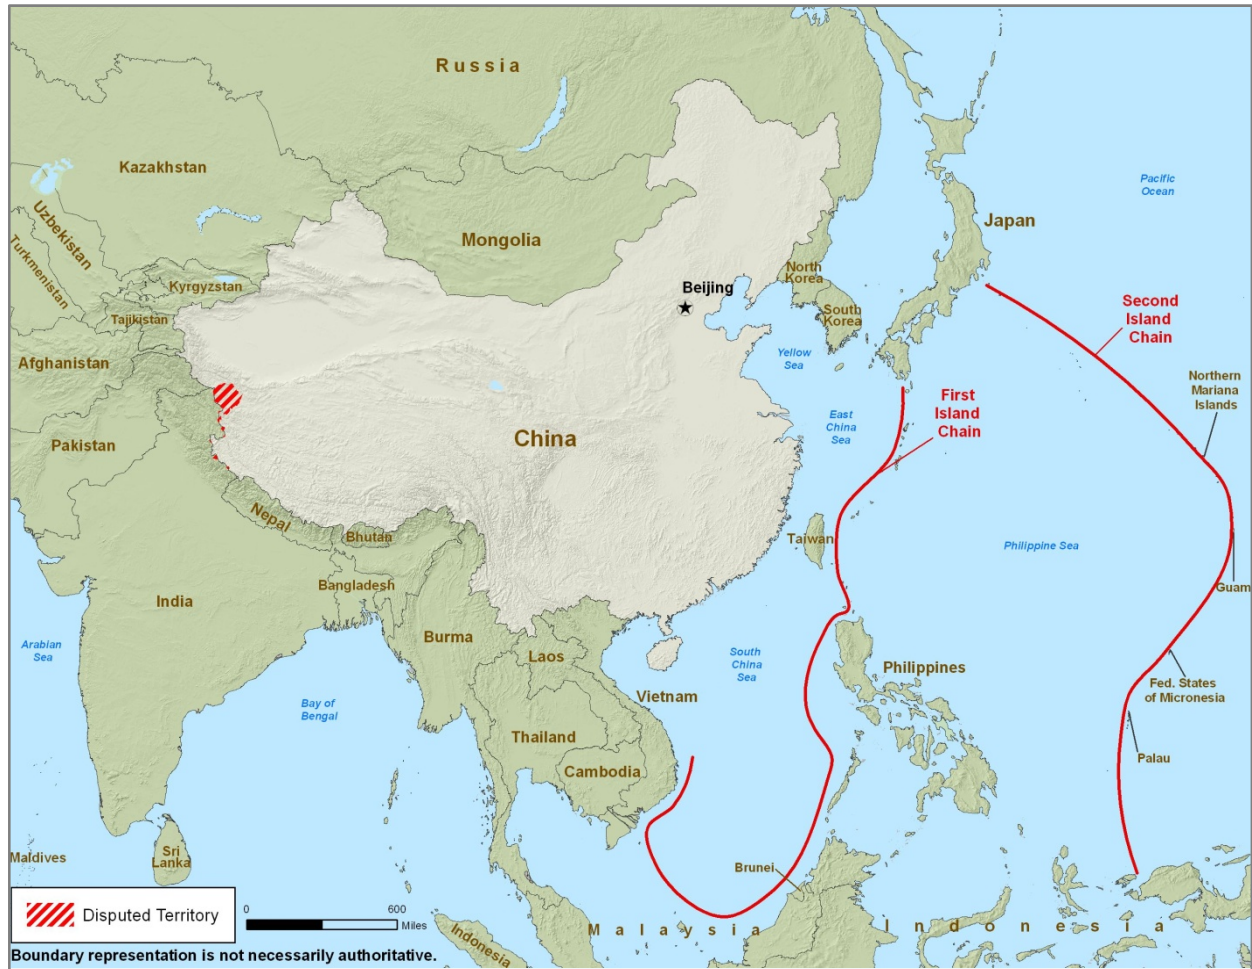 Russia
Kazakhstan
Pacific
Ocean
Uzbekistan
Japan
Turkmenistan
Mongolia
North
Korea
Kyrgyzstan
Beijing
Second
Island
Chain
Tajikistan
South
Korea
Afghanistan
Yellow
Sea
Northern
Mariana
Islands
First
Island
Chain
East
China
Sea
Pakistan
China
Nepal
Bhutan
Taiwan
Philippine Sea
Bangladesh
Guam
India
Burma
Arabian
Sea
Laos
South
China
Sea
Philippines
Fed. States
of Micronesia
Vietnam
Bay of
Bengal
Thailand
Palau
Cambodia
Maldives
Sri
Lanka
Brunei
Disputed Territory
0
600
Miles
Malaysia
Indonesia
Indonesia
Boundary representation is not necessarily authoritative.